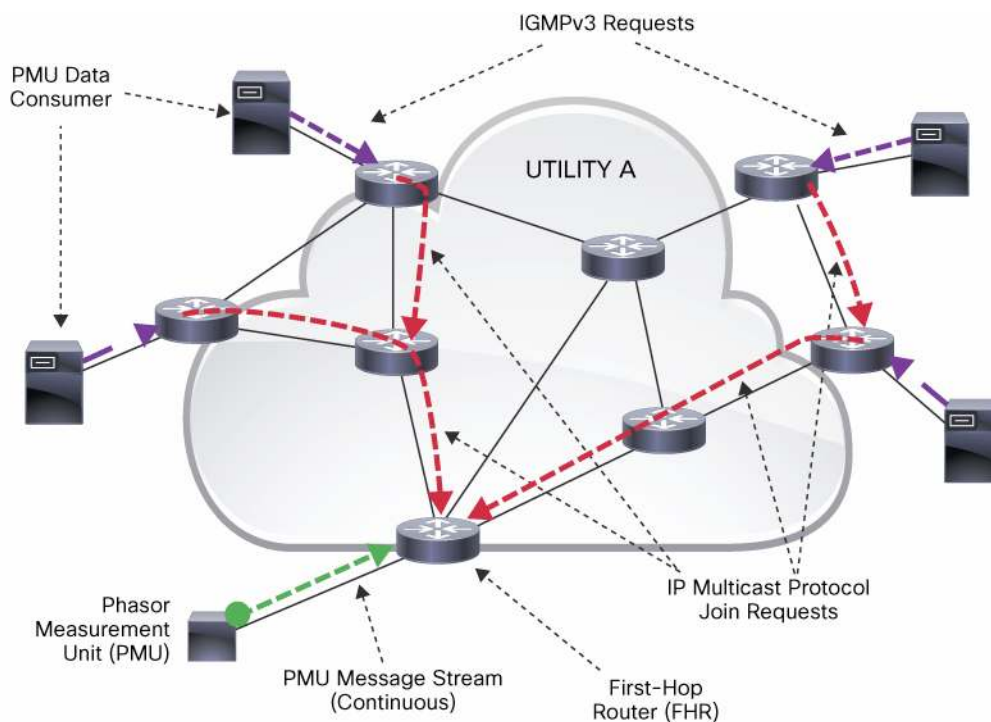 IGMPv3 Requests
PMU Data
Consumer
UTILITY A
IP Multicast Protocol
Join Requests
Phasor
Measurement
Unit (PMU)
PMU Message Stream
(Continuous)
First-Hop
Router (FHR)